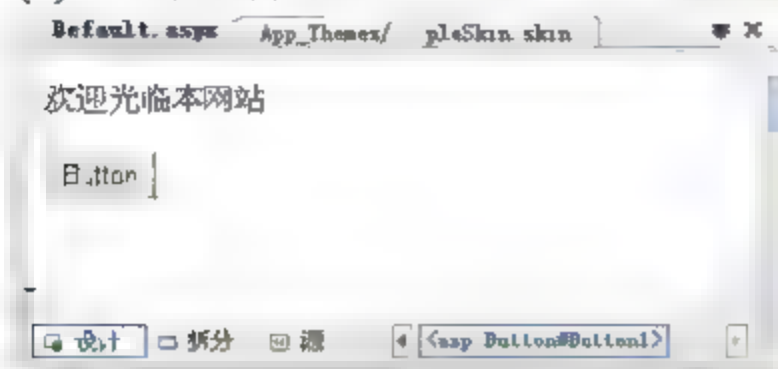 Default.aspx App_Themes/ pleSkin.skin
欢迎光临本网站
Button
设计 拆分 源 <asp:Button#Button1>